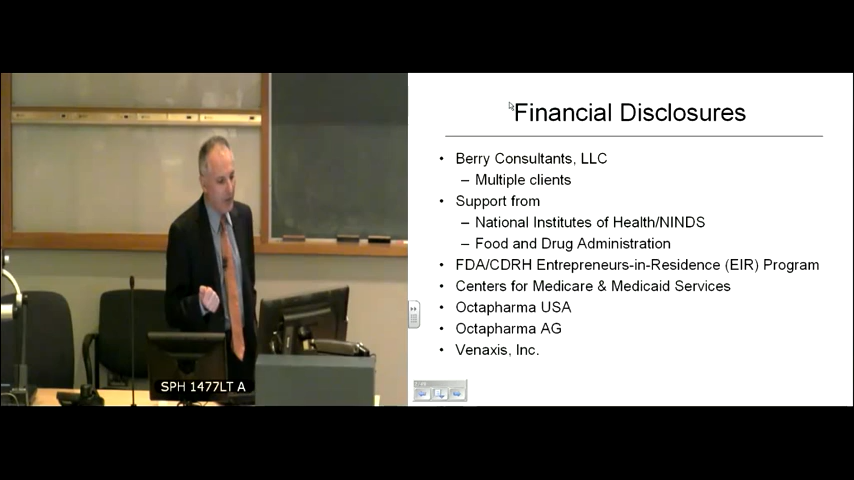 Financial Disclosures
• Berry Consultants, LLC
– Multiple clients
• Support from
– National Institutes of Health/NINDS
– Food and Drug Administration
• FDA/CDRH Entrepreneurs-in-Residence (EIR) Program
• Centers for Medicare & Medicaid Services
• Octapharma USA
• Octapharma AG
• Venaxis, Inc.
SPH 1477LT A